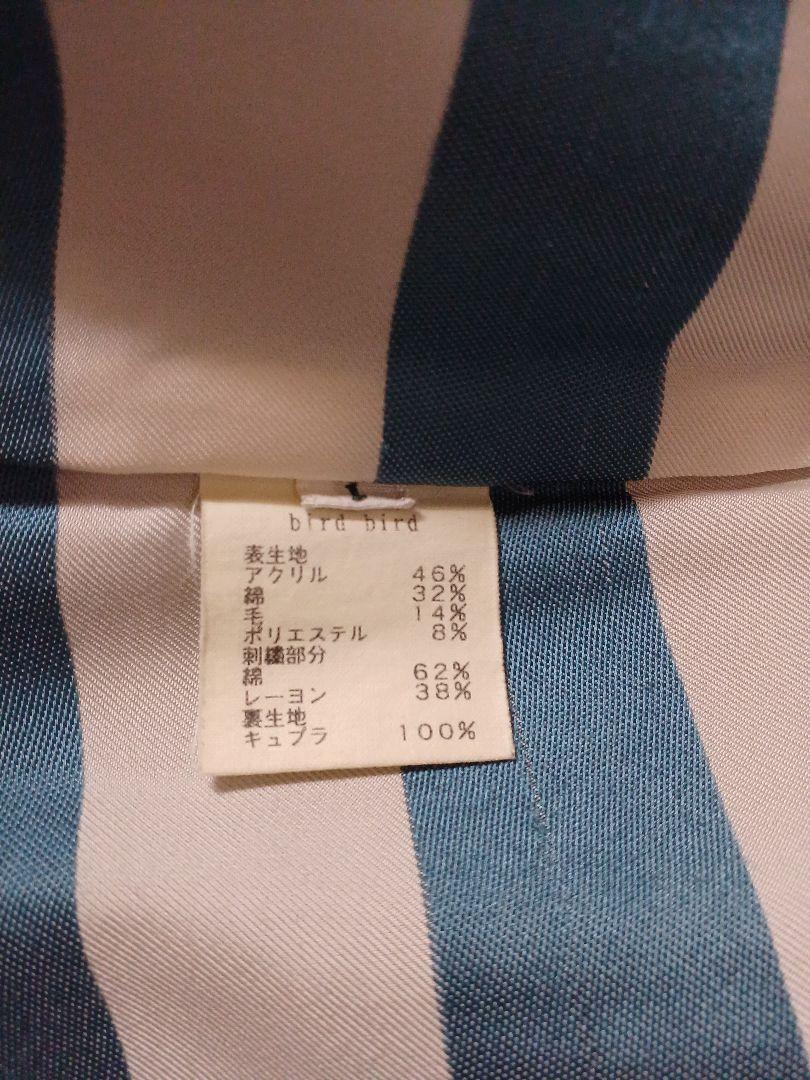 bird bird
表生地
アクリル 46%
綿 32%
毛 14%
ポリエステル 8%
刺繍部分
綿 62%
レーヨン 38%
裏生地
キュプラ 100%